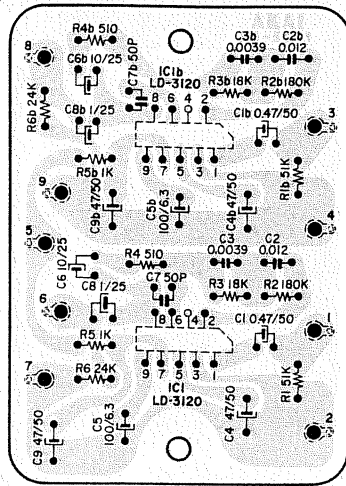 R4b 510
C3b
0.0039
C2b
0.012
8
C6b 10/25
C7b 50P
IC1b
LD-3120
R3b 18K
R2b 180K
8 6 4 2
R6b 24K
C8b 1/25
C1b 0.47/50
3
9 7 5 3 1
R5b 1K
R1b 51K
9
C9b 47/50
C5b
100/6.3
C4b 47/50
4
5
C6 10/25
R4 510
C3
0.0039
C2
0.012
C7 50P
C8 1/25
R3 18K
R2 180K
6
8 6 4 2
C1 0.47/50
1
R5 1K
9 7 5 3 1
7
R6 24K
IC1
LD-3120
R1 51K
C9 47/50
C5
100/6.3
C4 47/50
2